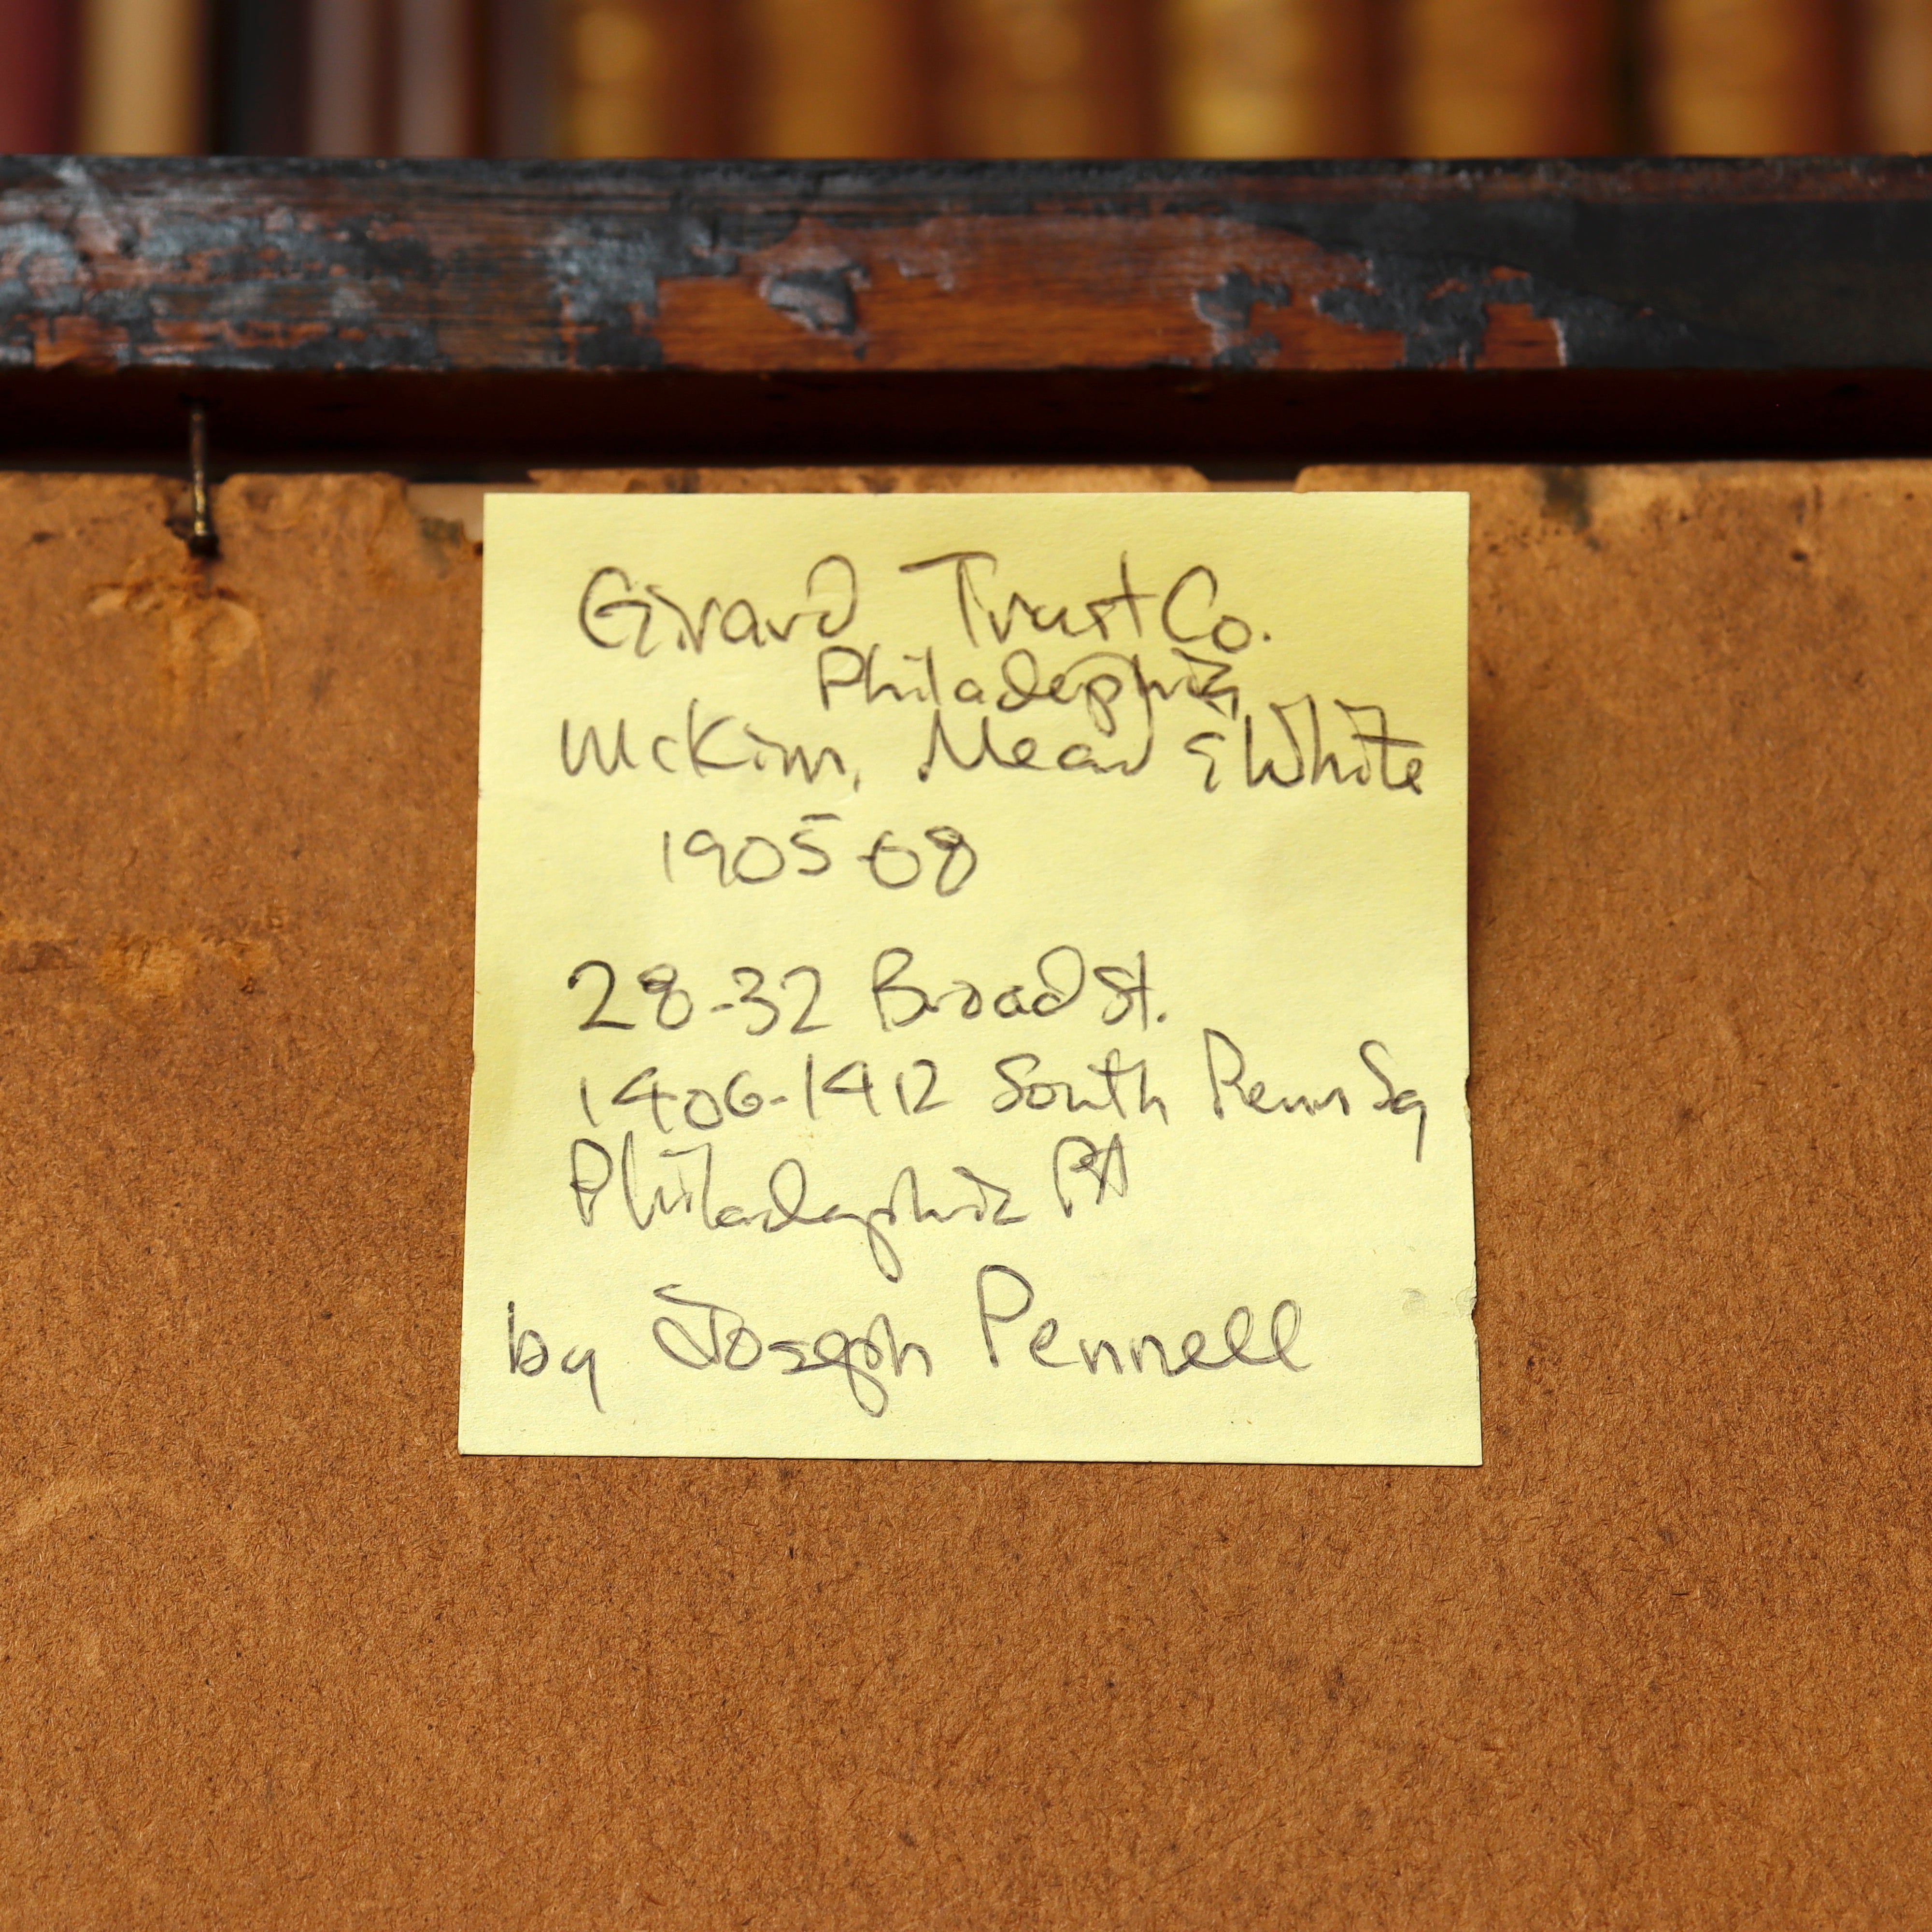 Girard Trust Co.
Philadelphia
McKim, Mead & White
1905-08
28-32 Broad St.
1406-1412 South Penn Sq
Philadelphia PA
by Joseph Pennell